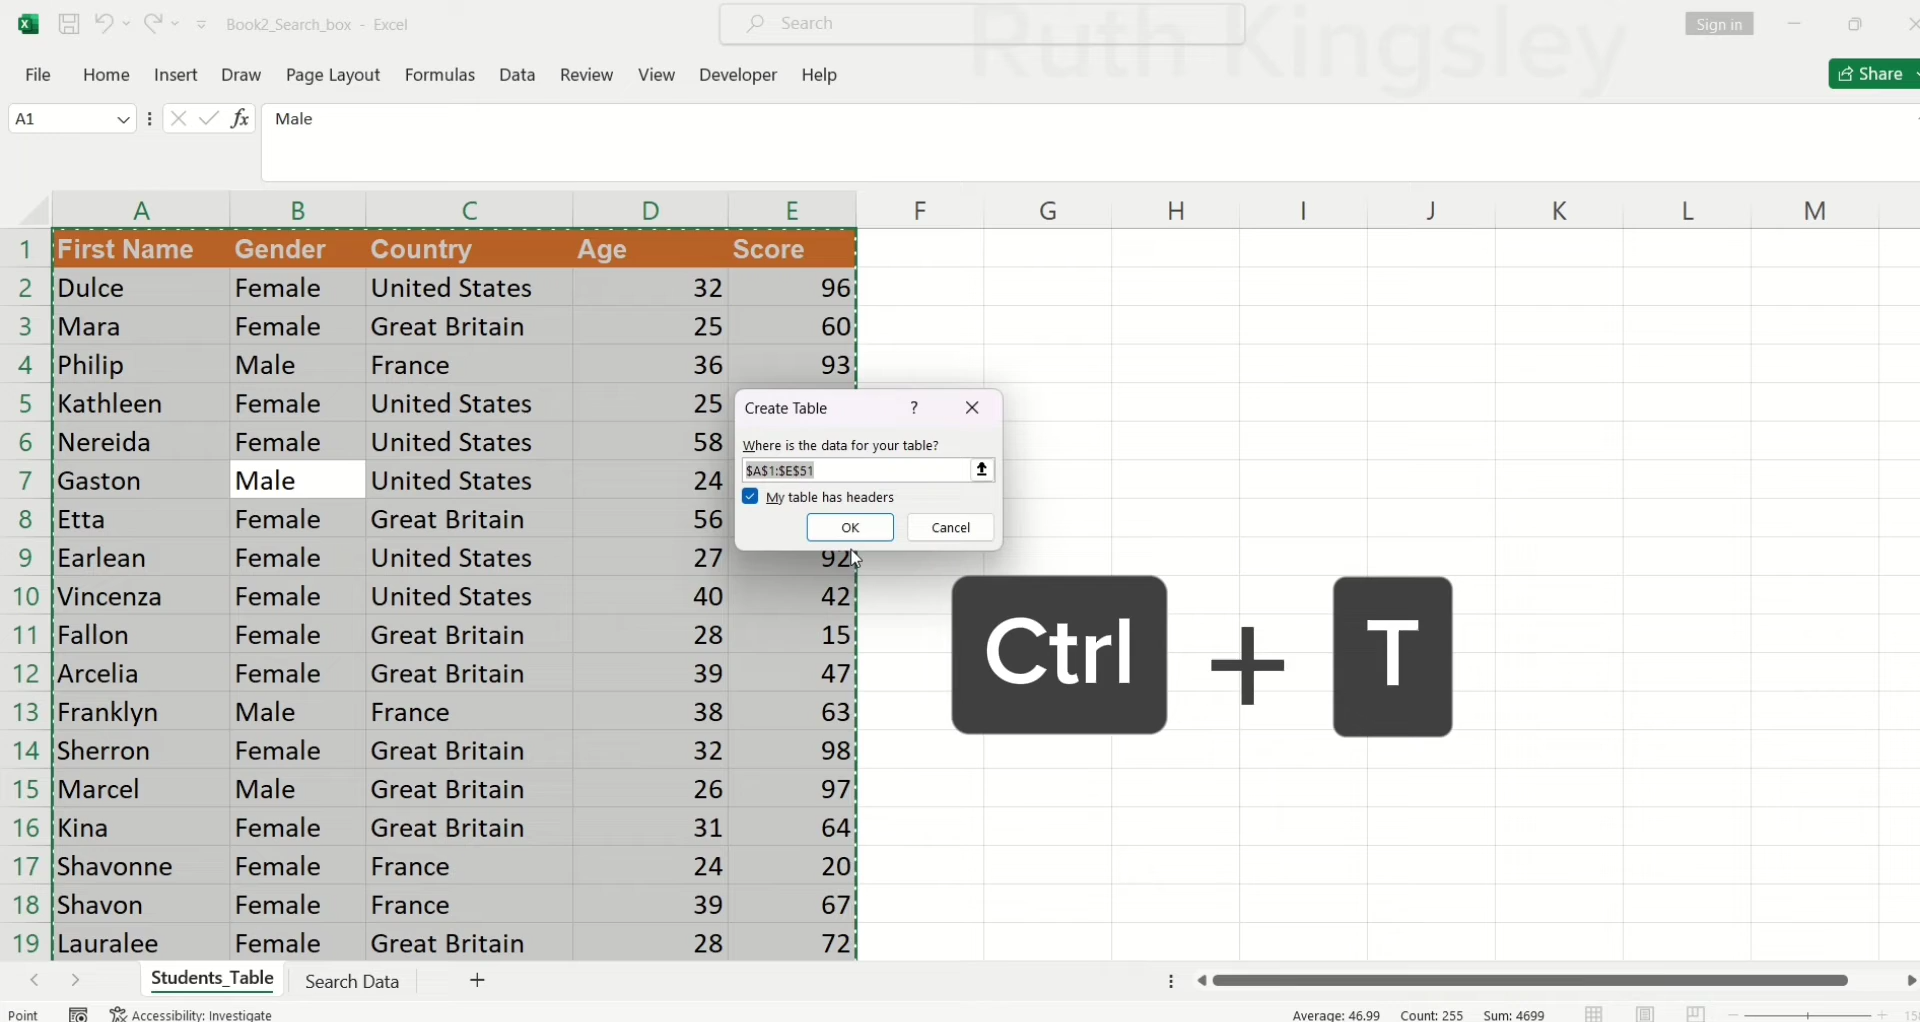 Book2_Search_box - Excel
Search
Ruth Kingsley
Sign in
File Home Insert Draw Page Layout Formulas Data Review View Developer Help
Share
A1 fx Male
A B C D E F G H I J K L M
1 First Name Gender Country Age Score
2 Dulce Female United States 32 96
3 Mara Female Great Britain 25 60
4 Philip Male France 36 93
5 Kathleen Female United States 25
6 Nereida Female United States 58
7 Gaston Male United States 24
8 Etta Female Great Britain 56
9 Earlean Female United States 27 92
10 Vincenza Female United States 40 42
11 Fallon Female Great Britain 28 15
12 Arcelia Female Great Britain 39 47
13 Franklyn Male France 38 63
14 Sherron Female Great Britain 32 98
15 Marcel Male Great Britain 26 97
16 Kina Female Great Britain 31 64
17 Shavonne Female France 24 20
18 Shavon Female France 39 67
19 Lauralee Female Great Britain 28 72
Create Table ?
Where is the data for your table?
$A$1:$E$51
My table has headers
OK Cancel
Ctrl + T
Students_Table Search Data
Point Accessibility: Investigate Average: 46.99 Count: 255 Sum: 4699